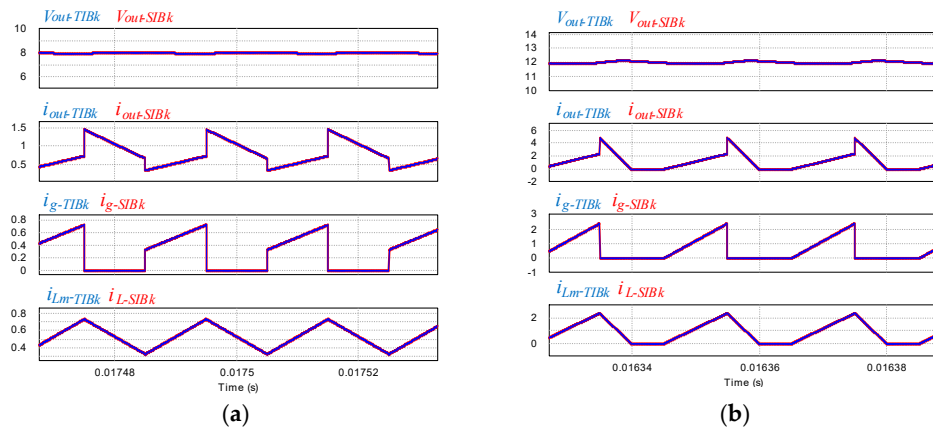 Vout-TIBk Vout-SIBk
10
8
6
iout-TIBk iout-SIBk
1.5
1
0.5
ig-TIBk ig-SIBk
0.8
0.6
0.4
0.2
0
iLm-TIBk iL-SIBk
0.8
0.6
0.4
0.01748 0.0175 0.01752
Time (s)
(a)
Vout-TIBk Vout-SIBk
14
13
12
11
10
iout-TIBk iout-SIBk
6
4
2
0
-2
ig-TIBk ig-SIBk
3
2
1
0
-1
iLm-TIBk iL-SIBk
2
0
0.01634 0.01636 0.01638
Time (s)
(b)